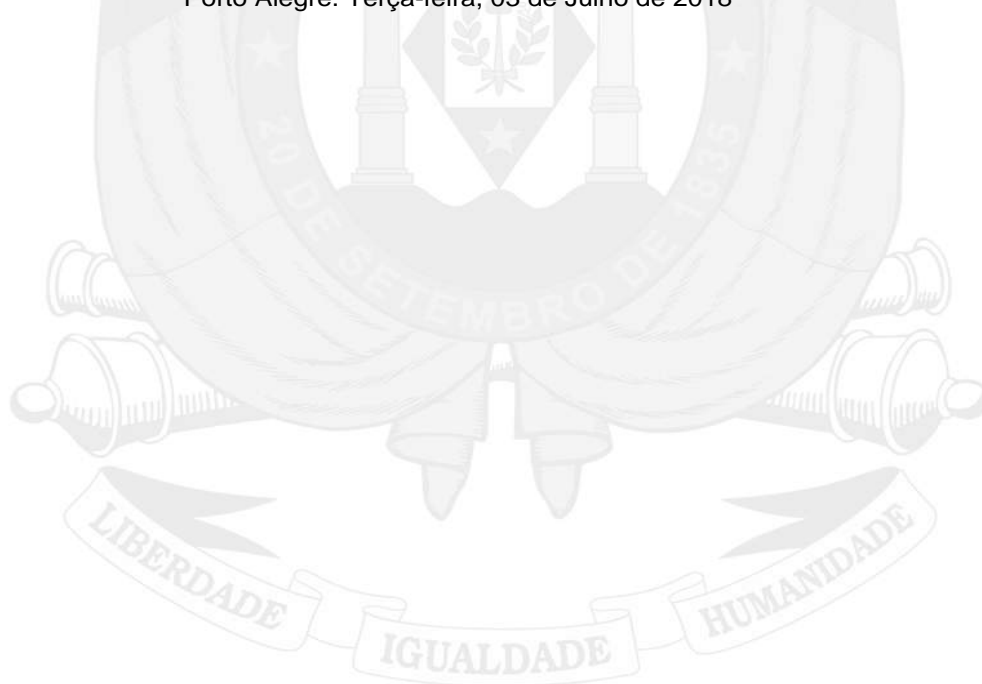 Porto Alegre. Terça-feira, 03 de Julho de 2018
20 DE SETEMBRO DE 1835
LIBERDADE
IGUALDADE
HUMANIDADE